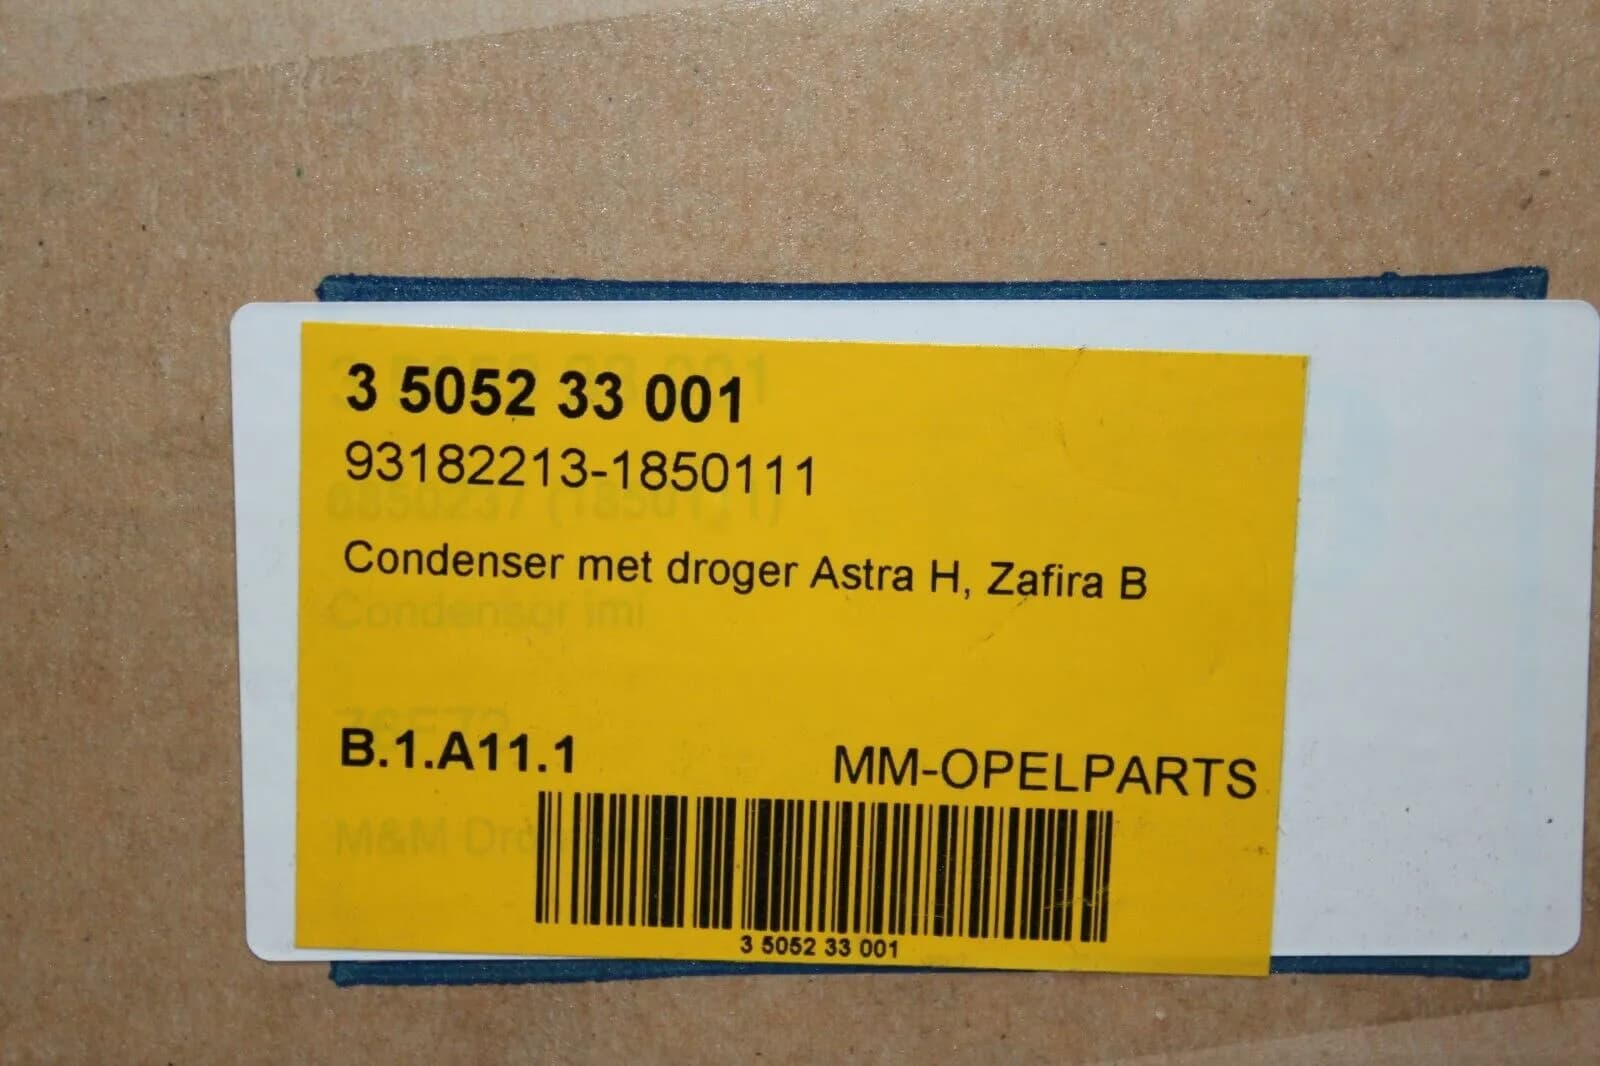 3 5052 33 001
93182213-1850111
Condenser met droger Astra H, Zafira B
B.1.A11.1
MM-OPELPARTS
3 5052 33 001